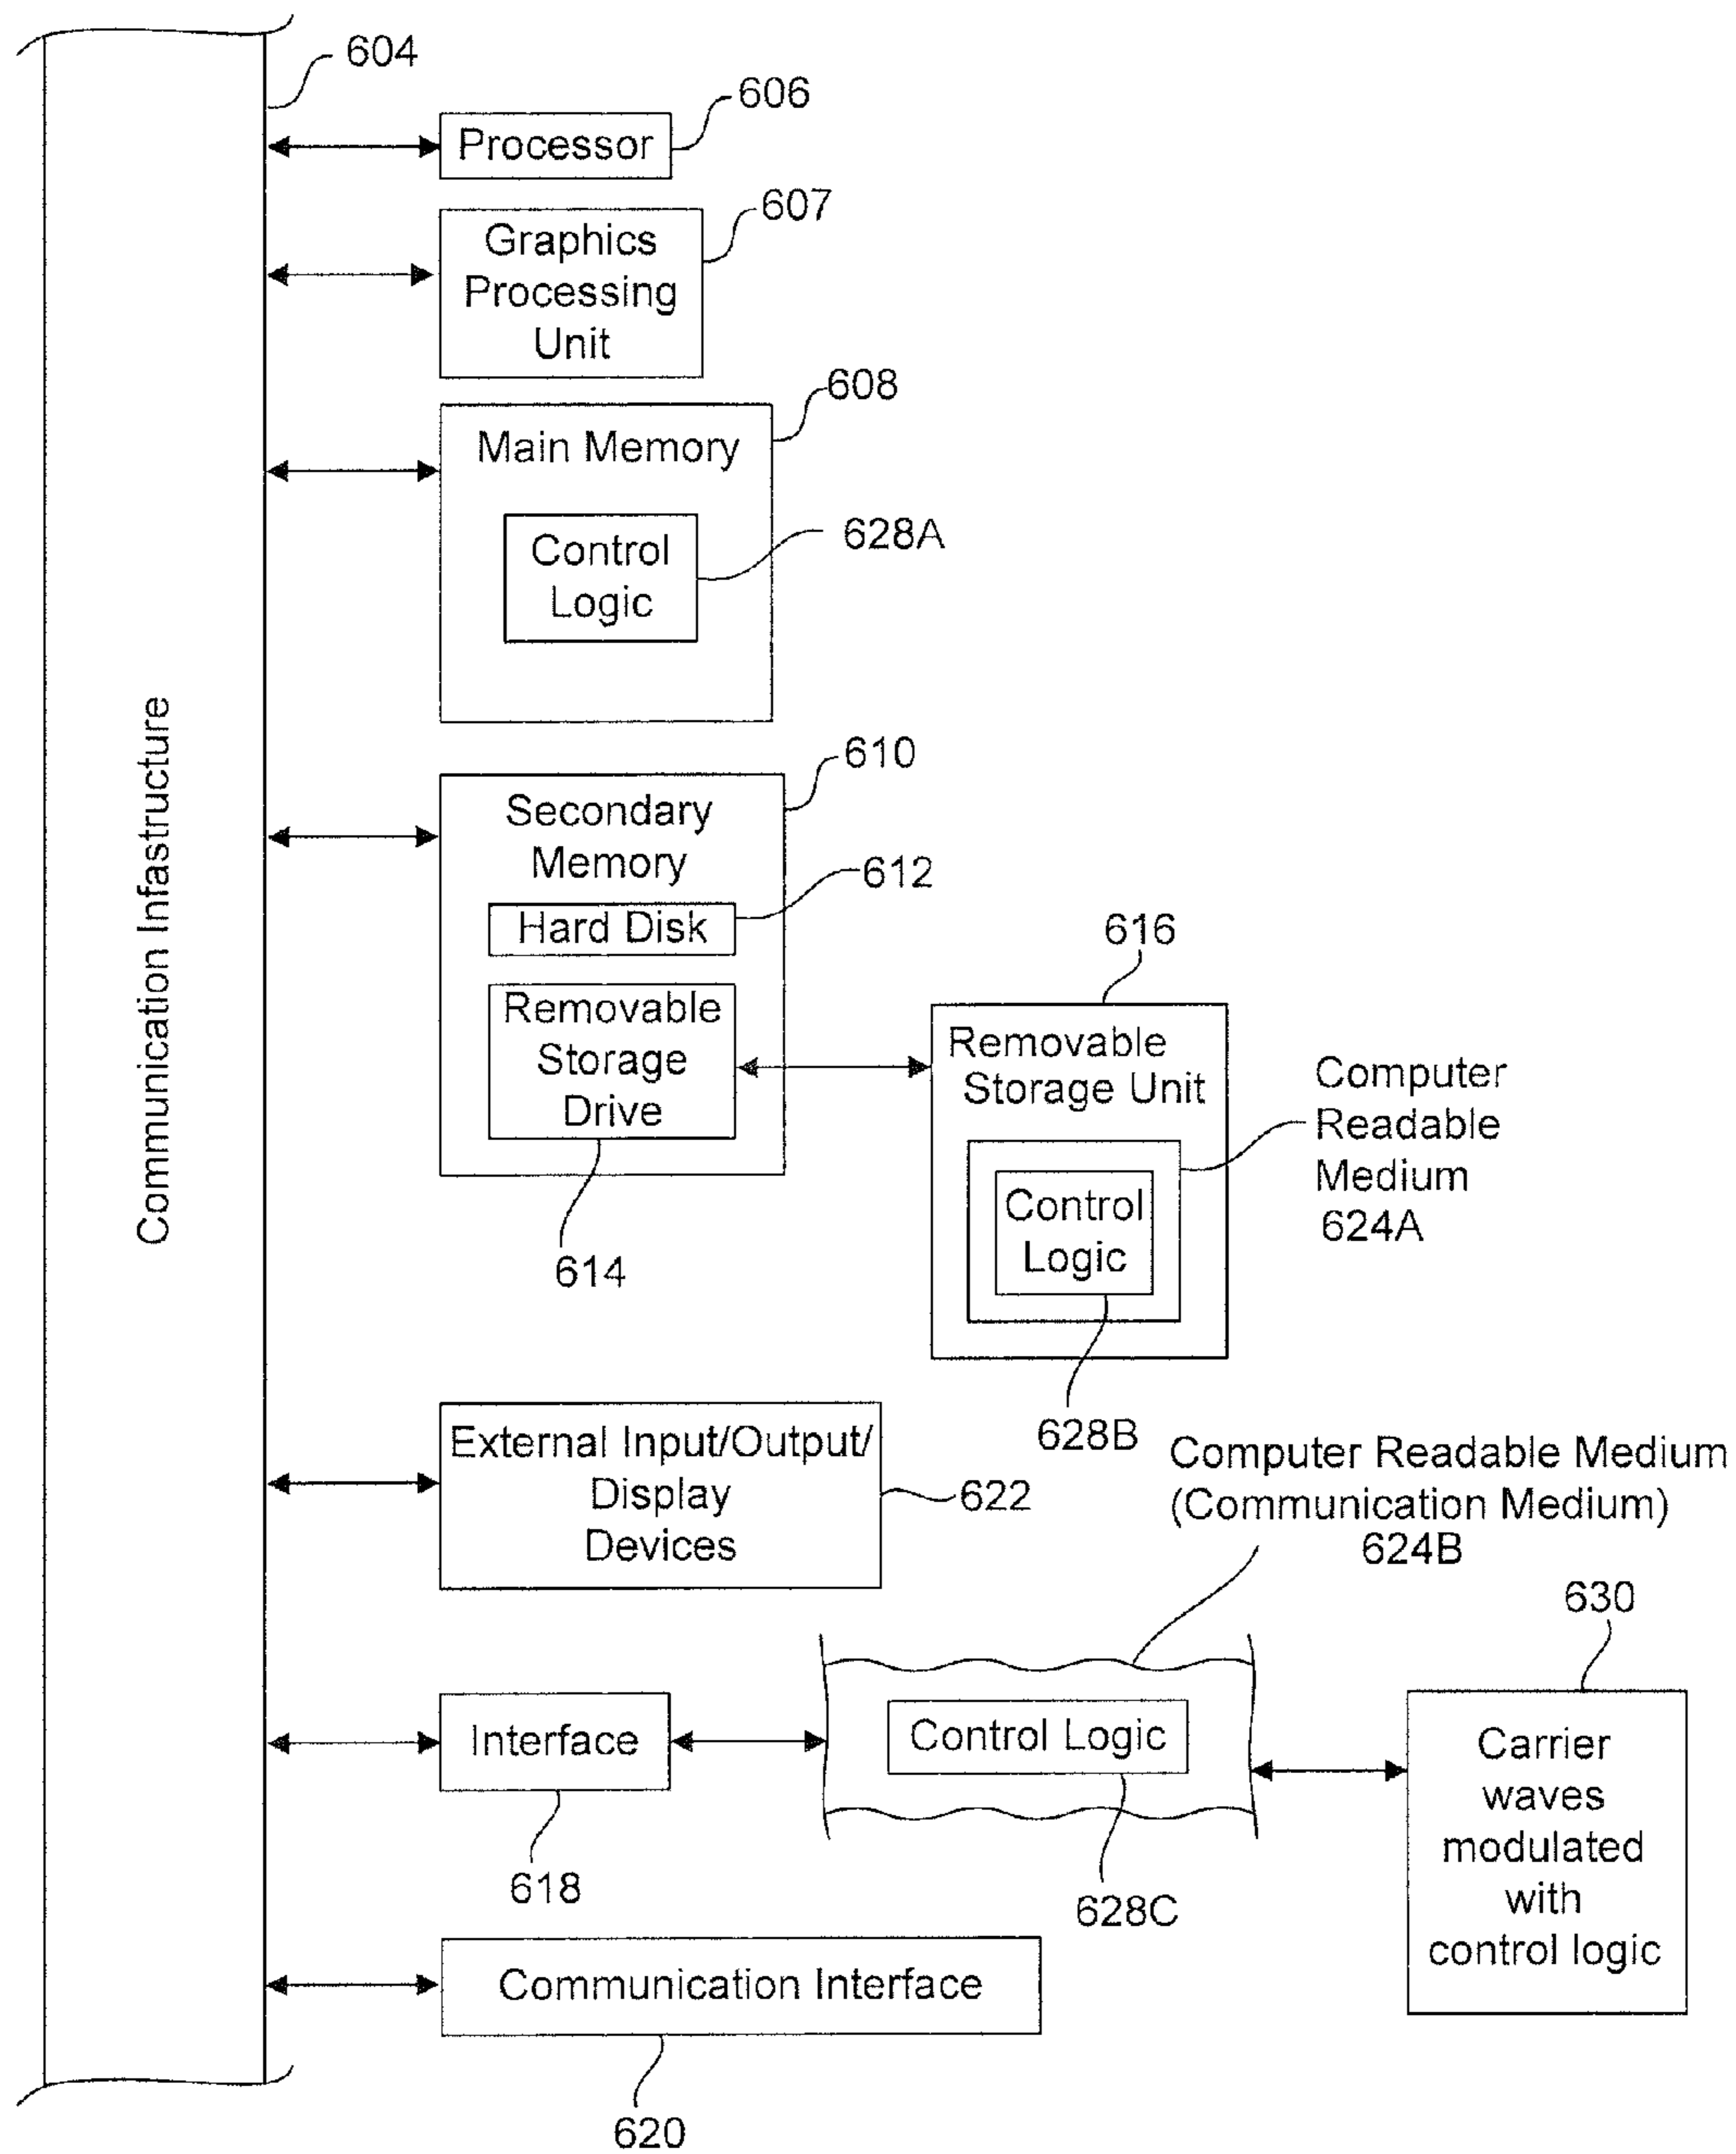 604
606
Processor
607
Graphics
Processing
Unit
608
Main Memory
628A
Control
Logic
Communication Infastructure
610
Secondary
Memory
612
Hard Disk
616
Removable
Storage
Drive
Removable
Storage Unit
Computer
Readable
Medium
624A
Control
Logic
614
628B
External Input/Output/
Display
Devices
622
Computer Readable Medium
(Communication Medium)
624B
630
Interface
Control Logic
Carrier
waves
modulated
with
control logic
618
628C
Communication Interface
620